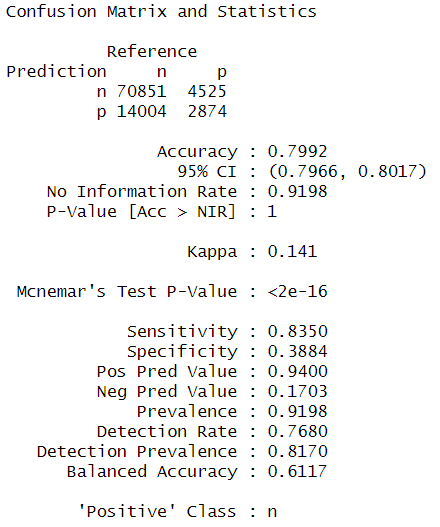 Confusion Matrix and Statistics
Reference
Prediction n p
n 70851 4525
p 14004 2874
Accuracy : 0.7992
95% CI : (0.7966, 0.8017)
No Information Rate : 0.9198
P-Value [Acc > NIR] : 1
Kappa : 0.141
Mcnemar's Test P-Value : <2e-16
Sensitivity : 0.8350
Specificity : 0.3884
Pos Pred Value : 0.9400
Neg Pred Value : 0.1703
Prevalence : 0.9198
Detection Rate : 0.7680
Detection Prevalence : 0.8170
Balanced Accuracy : 0.6117
'Positive' Class : n